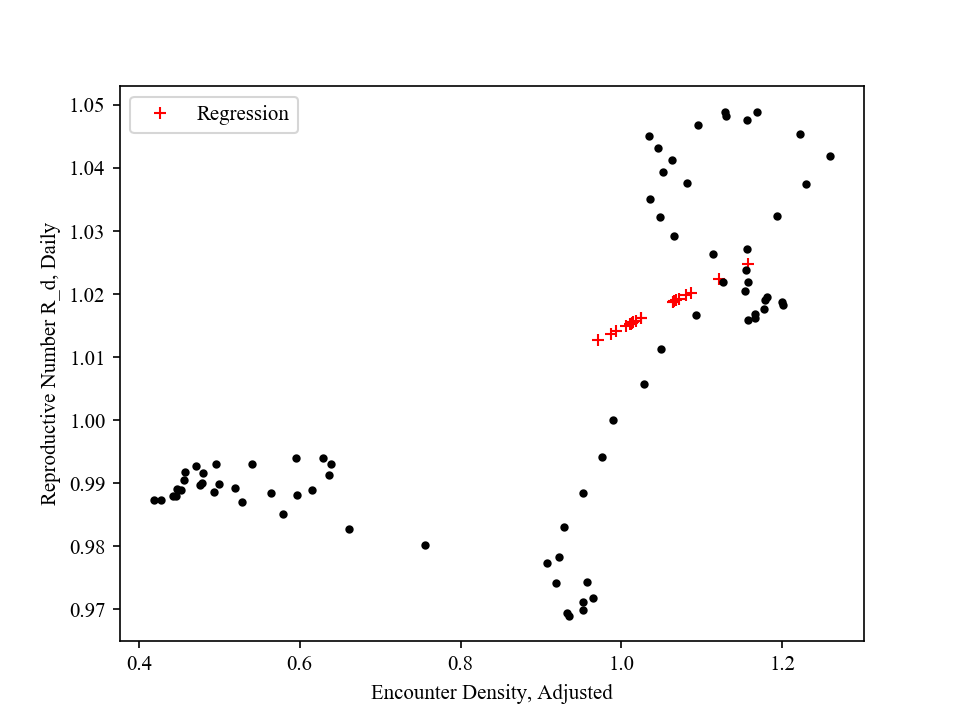 Regression
1.05
1.04
1.03
1.02
1.01
1.00
0.99
0.98
0.97
Reproductive Number R_d, Daily
0.4 0.6 0.8 1.0 1.2
Encounter Density, Adjusted